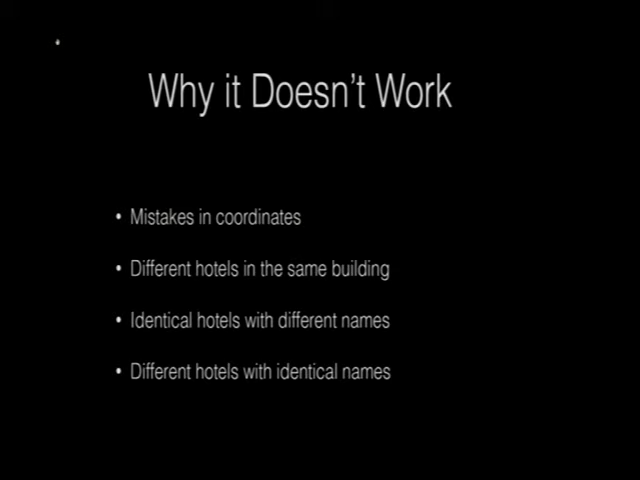 Why it Doesn't Work
• Mistakes in coordinates
• Different hotels in the same building
• Identical hotels with different names
• Different hotels with identical names